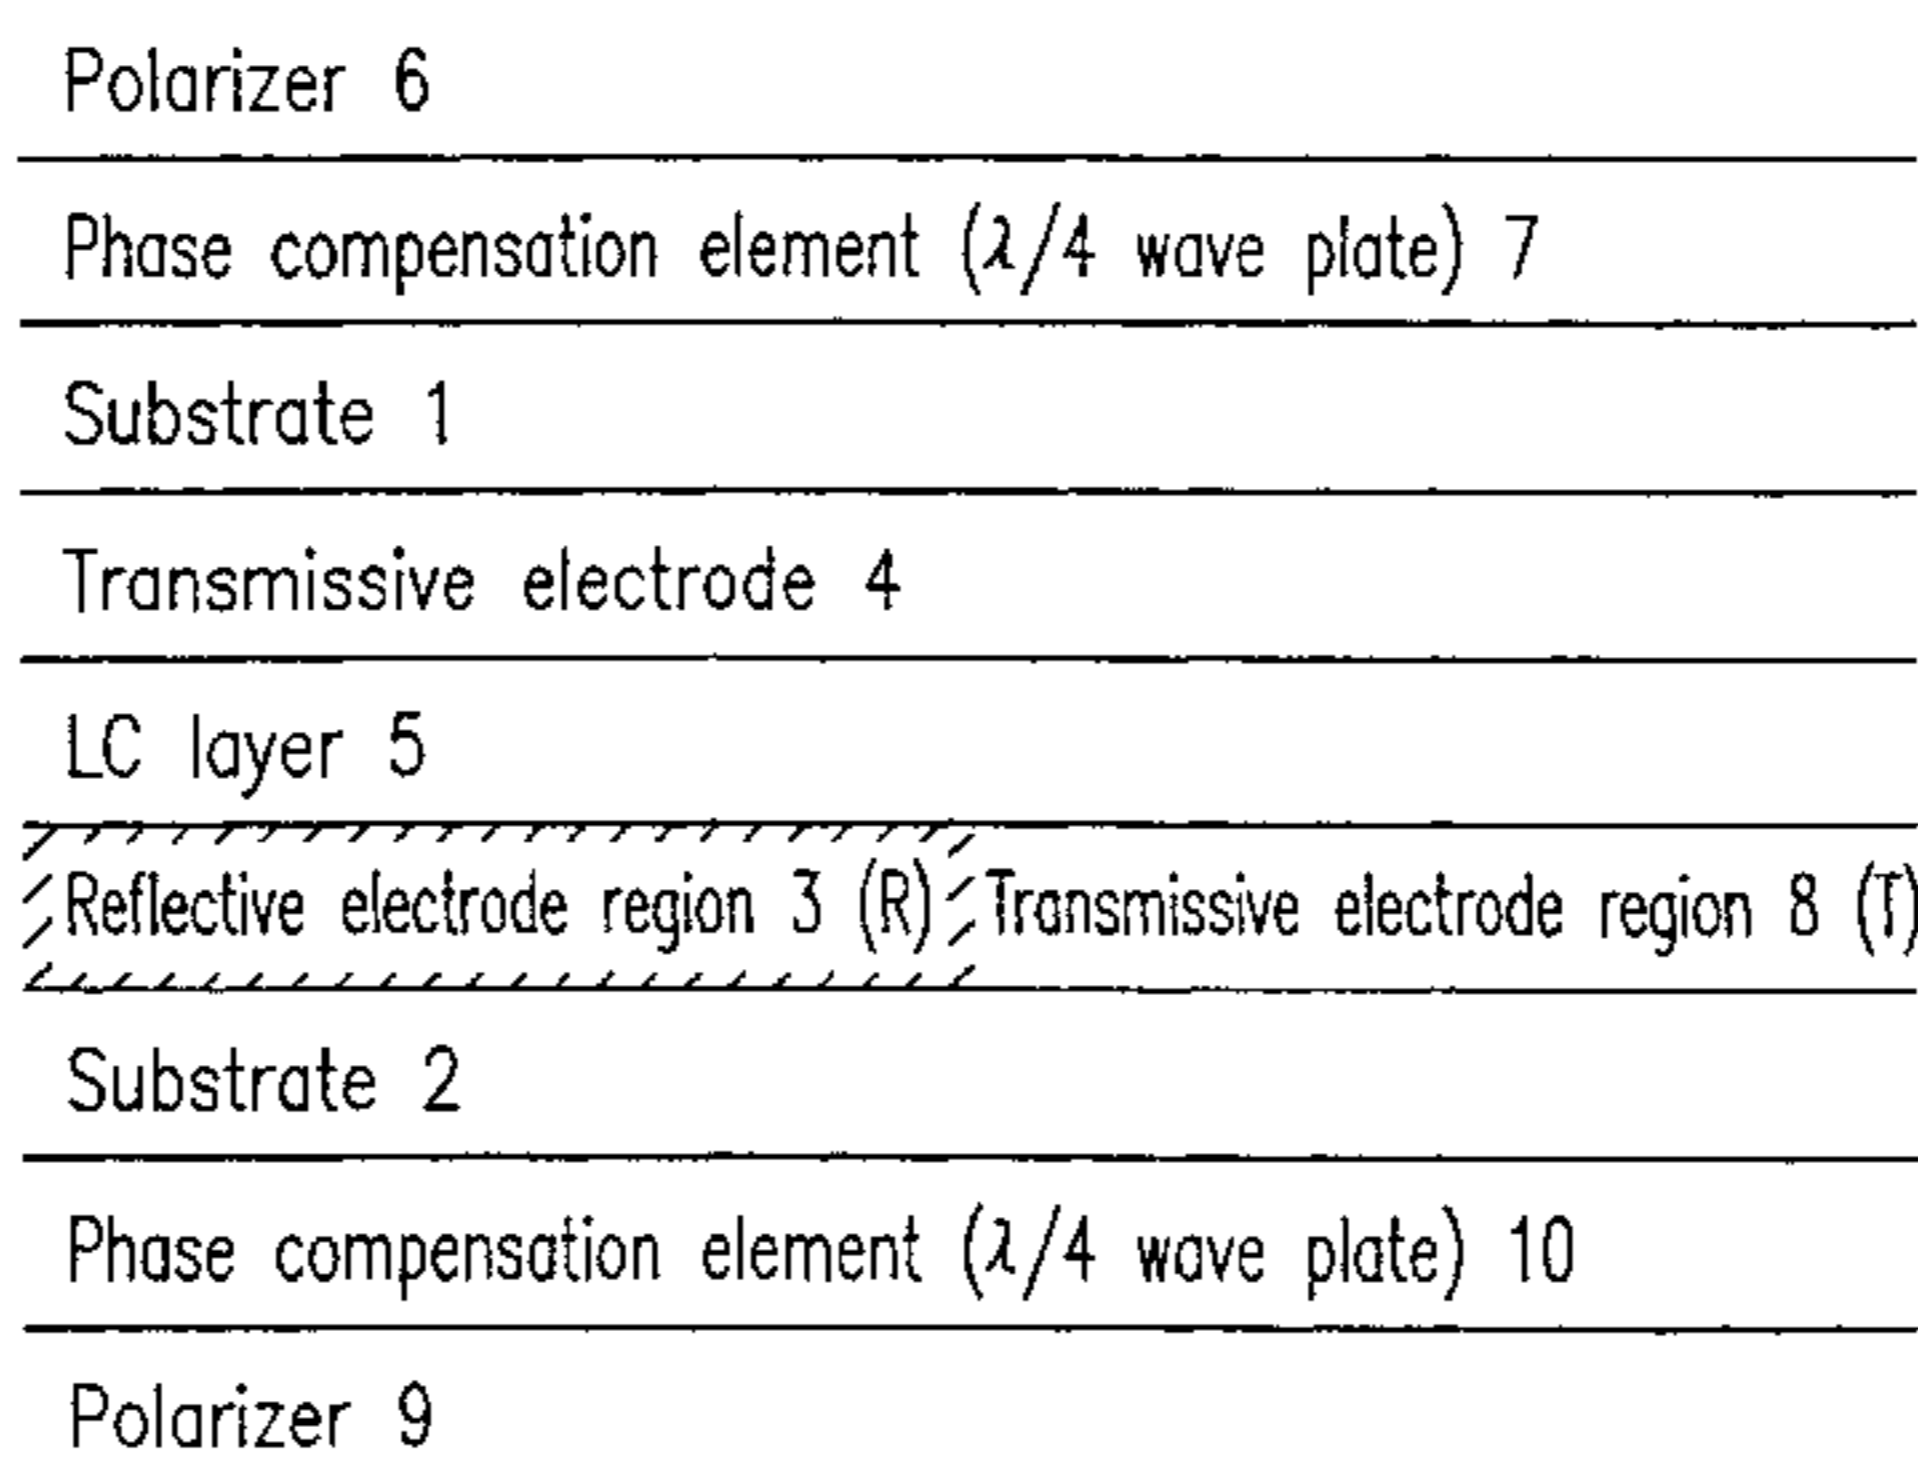 Polarizer 6
Phase compensation element (λ/4 wave plate) 7
Substrate 1
Transmissive electrode 4
LC layer 5
Reflective electrode region 3 (R) Transmissive electrode region 8 (T)
Substrate 2
Phase compensation element (λ/4 wave plate) 10
Polarizer 9